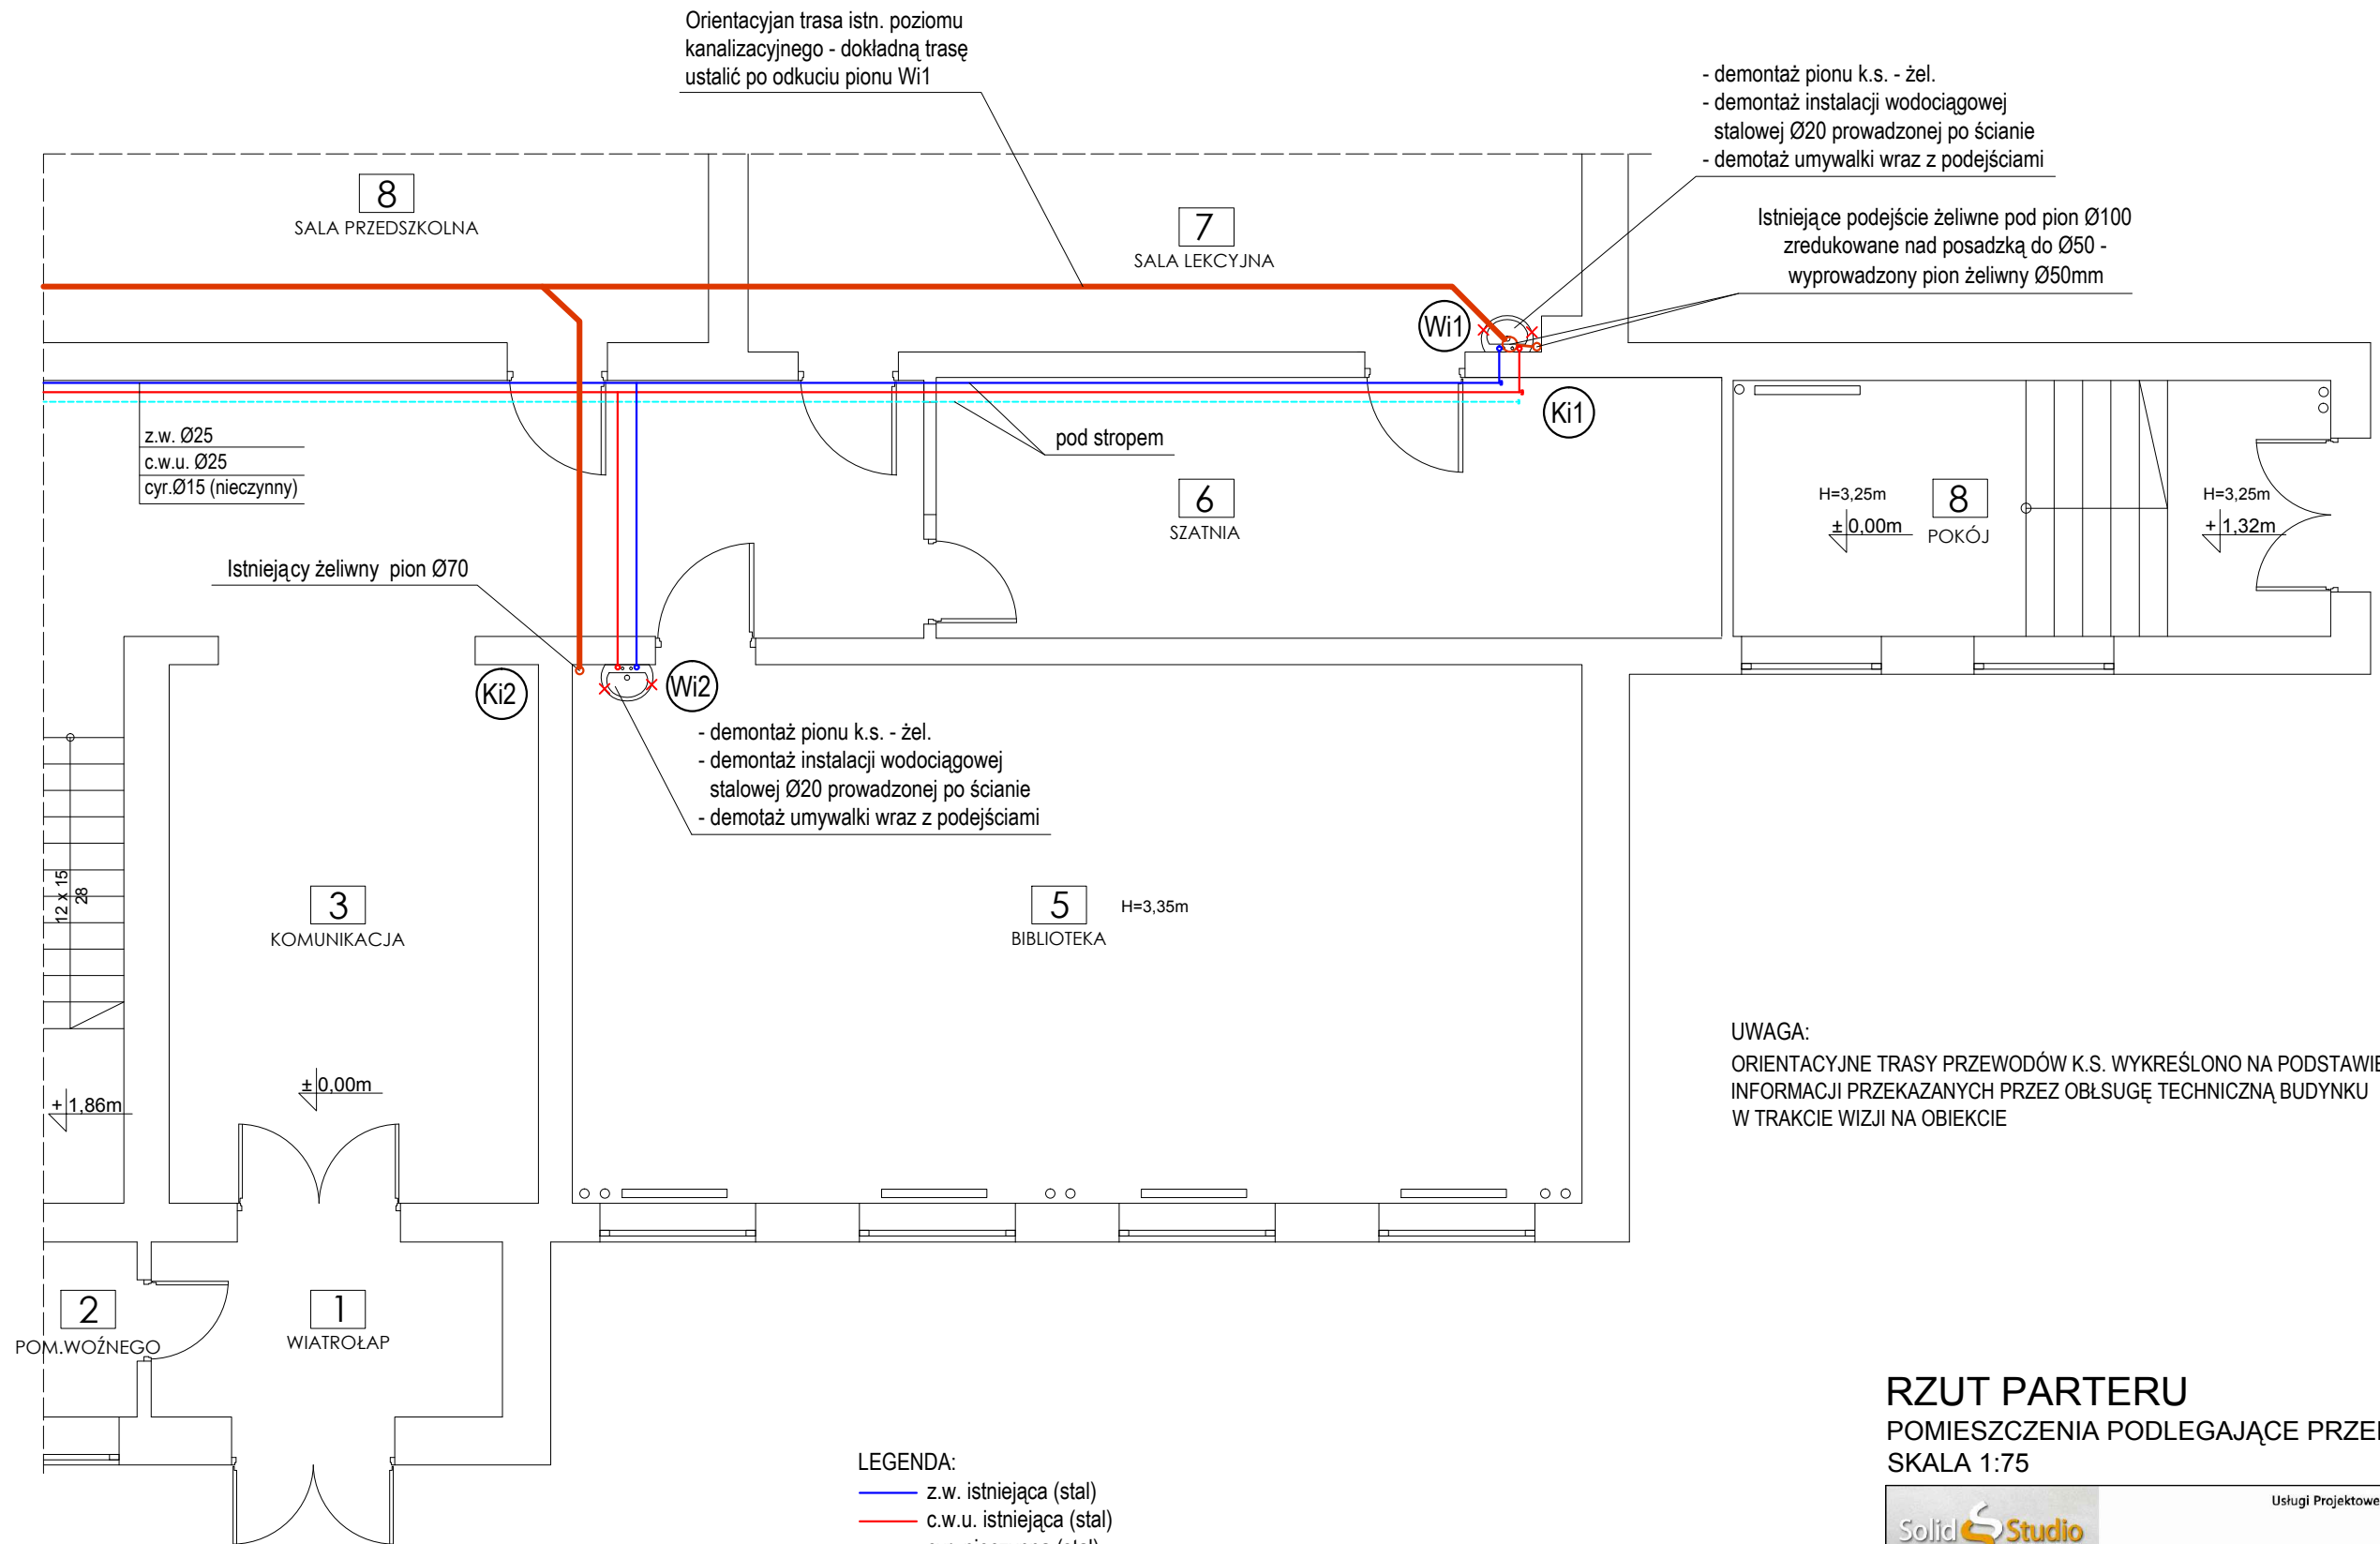 Orientacyjan trasa istn. poziomu
kanalizacyjnego - dokładną trasę
ustalić po odkuciu pionu Wi1
- demontaż pionu k.s. - żel.
- demontaż instalacji wodociągowej
stalowej Ø20 prowadzonej po ścianie
- demotaż umywalki wraz z podejściami
Istniejące podejście żeliwne pod pion Ø100
zredukowane nad posadzką do Ø50 -
wyprowadzony pion żeliwny Ø50mm
8
SALA PRZEDSZKOLNA
7
SALA LEKCYJNA
Wi1
Ki1
z.w. Ø25
c.w.u. Ø25
cyr.Ø15 (nieczynny)
pod stropem
6
SZATNIA
H=3,25m
±0,00m
8
POKÓJ
H=3,25m
+1,32m
Istniejący żeliwny pion Ø70
Ki2
Wi2
- demontaż pionu k.s. - żel.
- demontaż instalacji wodociągowej
stalowej Ø20 prowadzonej po ścianie
- demotaż umywalki wraz z podejściami
12 x 15
28
3
KOMUNIKACJA
5
BIBLIOTEKA
H=3,35m
±0,00m
+1,86m
UWAGA:
ORIENTACYJNE TRASY PRZEWODÓW K.S. WYKREŚLONO NA PODSTAWIE
INFORMACJI PRZEKAZANYCH PRZEZ OBŁSUGĘ TECHNICZNĄ BUDYNKU
W TRAKCIE WIZJI NA OBIEKCIE
2
POM.WOŹNEGO
1
WIATROŁAP
RZUT PARTERU
POMIESZCZENIA PODLEGAJĄCE
SKALA 1:75
LEGENDA:
z.w. istniejąca (stal)
c.w.u. istniejąca (stal)
Usługi Projektowe
Solid Studio